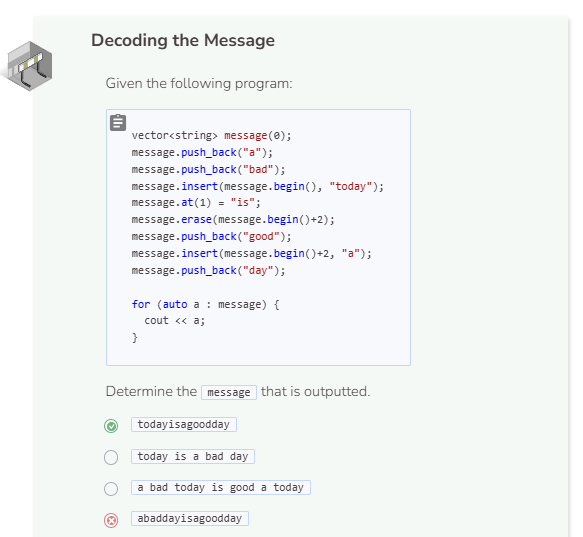 Decoding the Message
Given the following program:
vector<string> message(0);
message.push_back("a");
message.push_back("bad");
message.insert(message.begin(), "today");
message.at(1) = "is";
message.erase(message.begin()+2);
message.push_back("good");
message.insert(message.begin()+2, "a");
message.push_back("day");
for (auto a : message) {
cout << a;
}
Determine the message that is outputted.
todayisagoodday
today is a bad day
a bad today is good a today
abaddayisagoodday